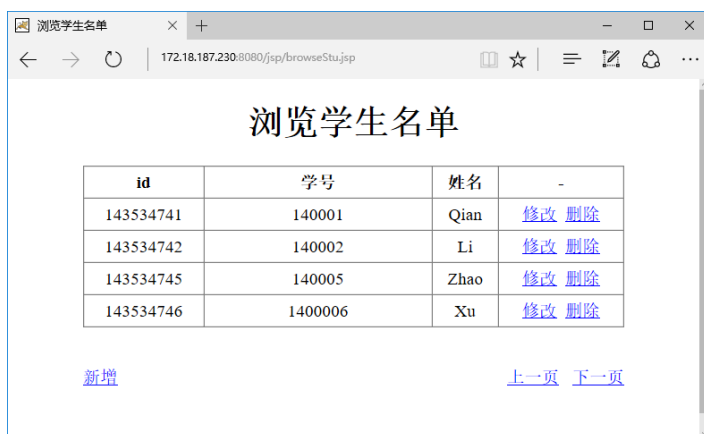 浏览学生名单
172.18.187.230:8080/jsp/browseStu.jsp
浏览学生名单
id 学号 姓名 -
143534741 140001 Qian 修改 删除
143534742 140002 Li 修改 删除
143534745 140005 Zhao 修改 删除
143534746 1400006 Xu 修改 删除
新增 上一页 下一页